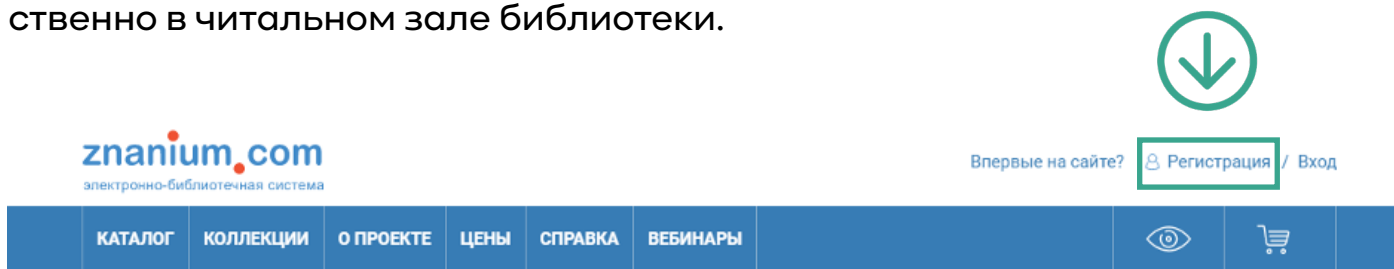 ственно в читальном зале библиотеки.
znanium.com
электронно-библиотечная система
Впервые на сайте? Регистрация / Вход
КАТАЛОГ КОЛЛЕКЦИИ О ПРОЕКТЕ ЦЕНЫ СПРАВКА ВЕБИНАРЫ